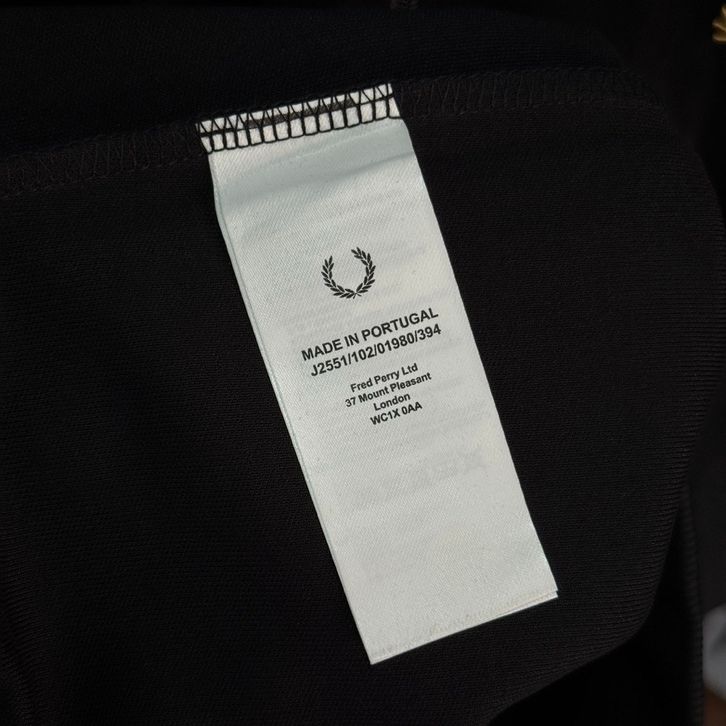 MADE IN PORTUGAL
J2551/102/01980/394
Fred Perry Ltd
37 Mount Pleasant
London
WC1X 0AA